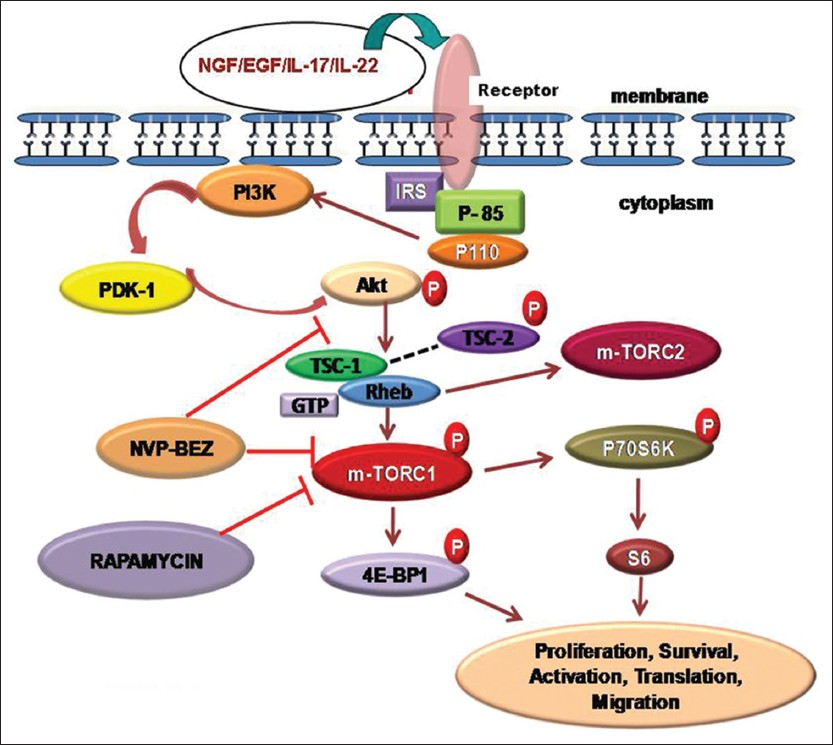 NGF/EGF/IL-17/IL-22
Receptor
membrane
IRS
PI3K
P-85
cytoplasm
P110
PDK-1
Akt
P
P
TSC-2
TSC-1
m-TORC2
Rheb
GTP
P
P
NVP-BEZ
P70S6K
m-TORC1
P
RAPAMYCIN
4E-BP1
S6
Proliferation, Survival,
Activation, Translation,
Migration